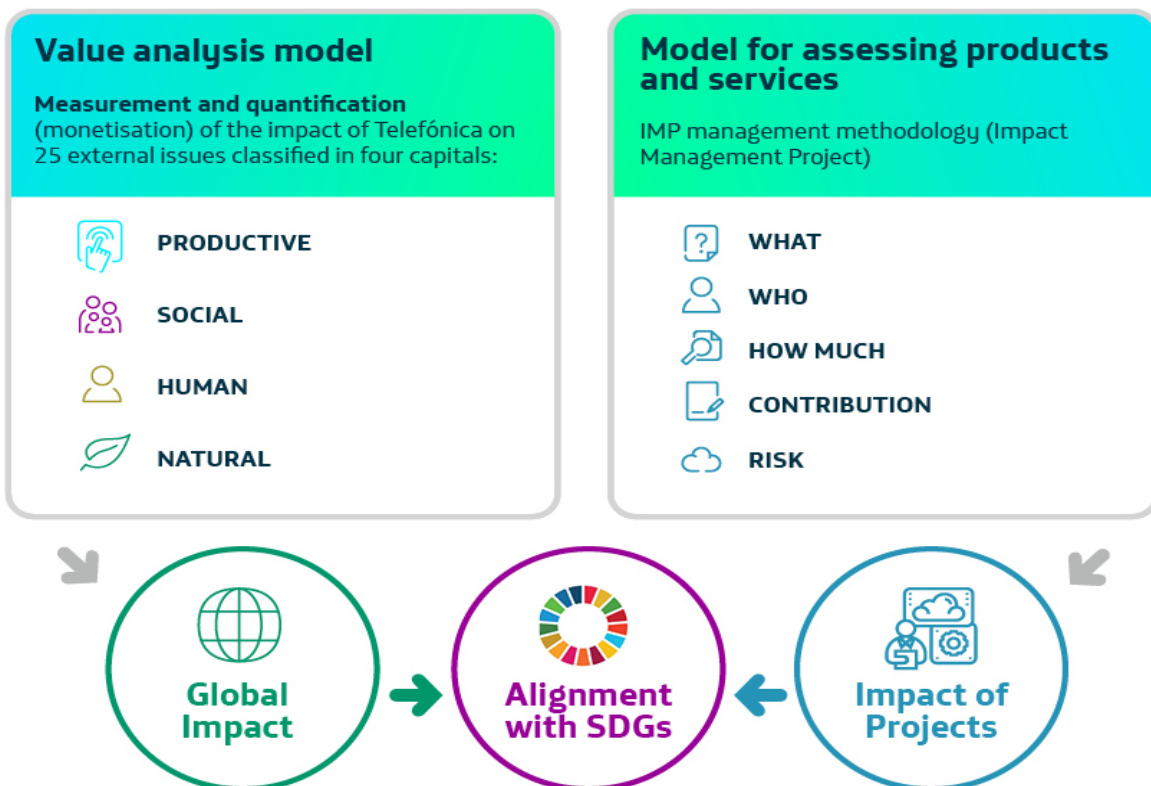 Value analysis model
Measurement and quantification
(monetisation) of the impact of Telefónica on
25 external issues classified in four capitals:
PRODUCTIVE
SOCIAL
HUMAN
NATURAL
Model for assessing products
and services
IMP management methodology (Impact
Management Project)
WHAT
WHO
HOW MUCH
CONTRIBUTION
RISK
Global
Impact
Alignment
with SDGs
Impact of
Projects